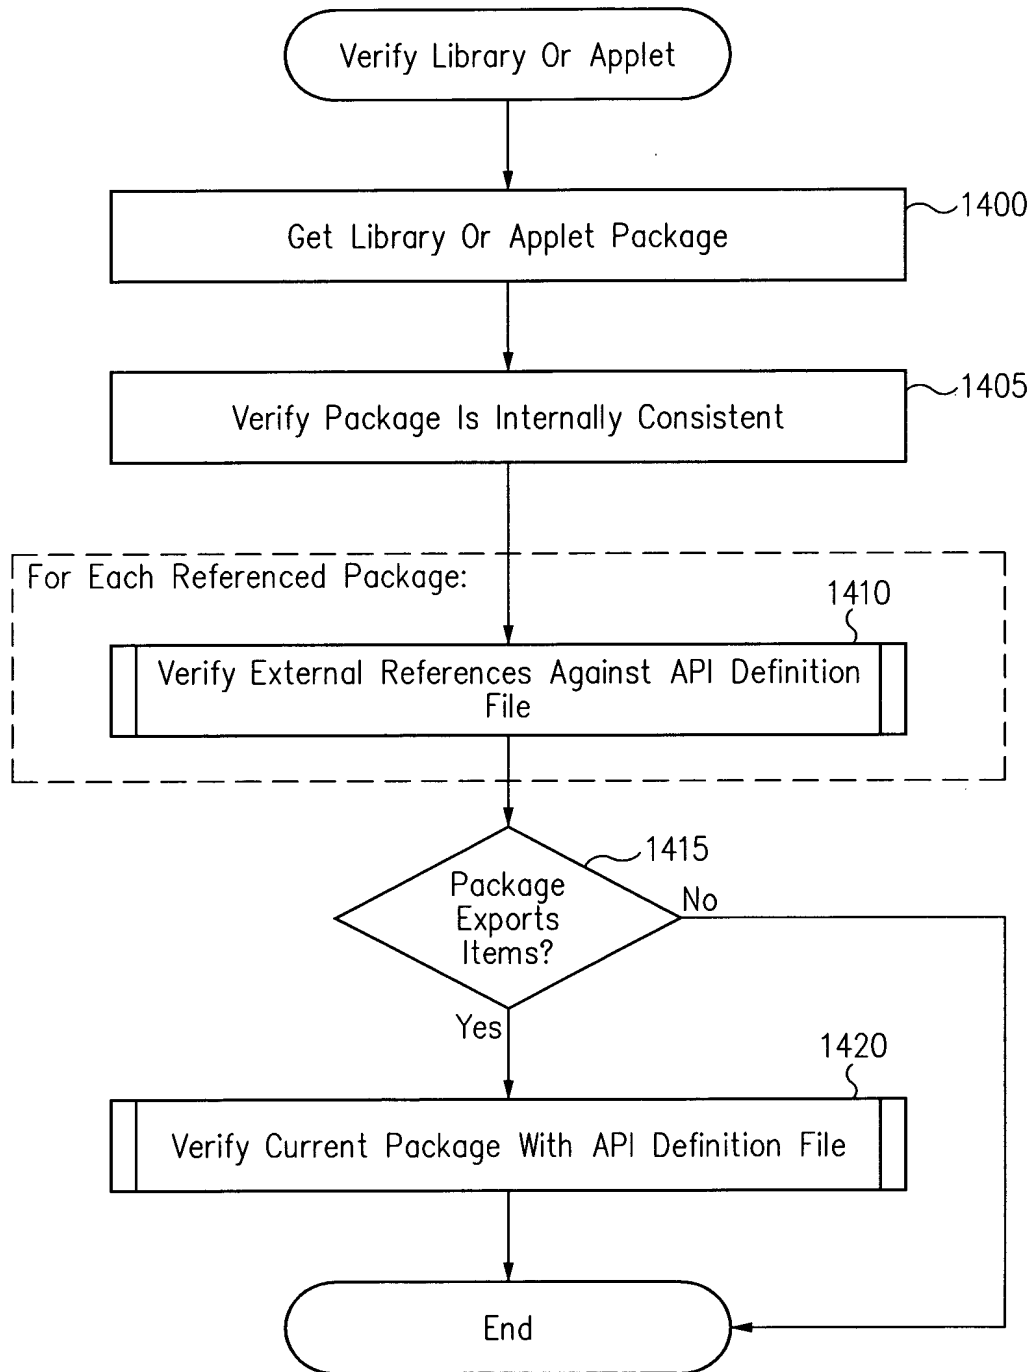 Verify Library Or Applet
1400
Get Library Or Applet Package
1405
Verify Package Is Internally Consistent
For Each Referenced Package:
1410
Verify External References Against API Definition
File
1415
Package
Exports
Items?
No
Yes
1420
Verify Current Package With API Definition File
End